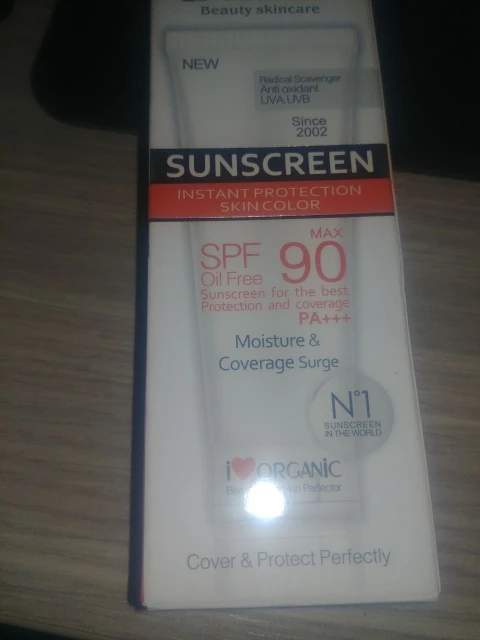 Beauty skincare
NEW
Radical Scavenger
Anti oxidant
UVA.UVB
Since
2002
SUNSCREEN
INSTANT PROTECTION
SKIN COLOR
MAX
SPF 90
Oil Free
Sunscreen for the best
Protection and coverage
PA+++
Moisture &
Coverage Surge
N°1
SUNSCREEN
IN THE WORLD
i♥ORGANiC
Skin Perfector
Cover & Protect Perfectly